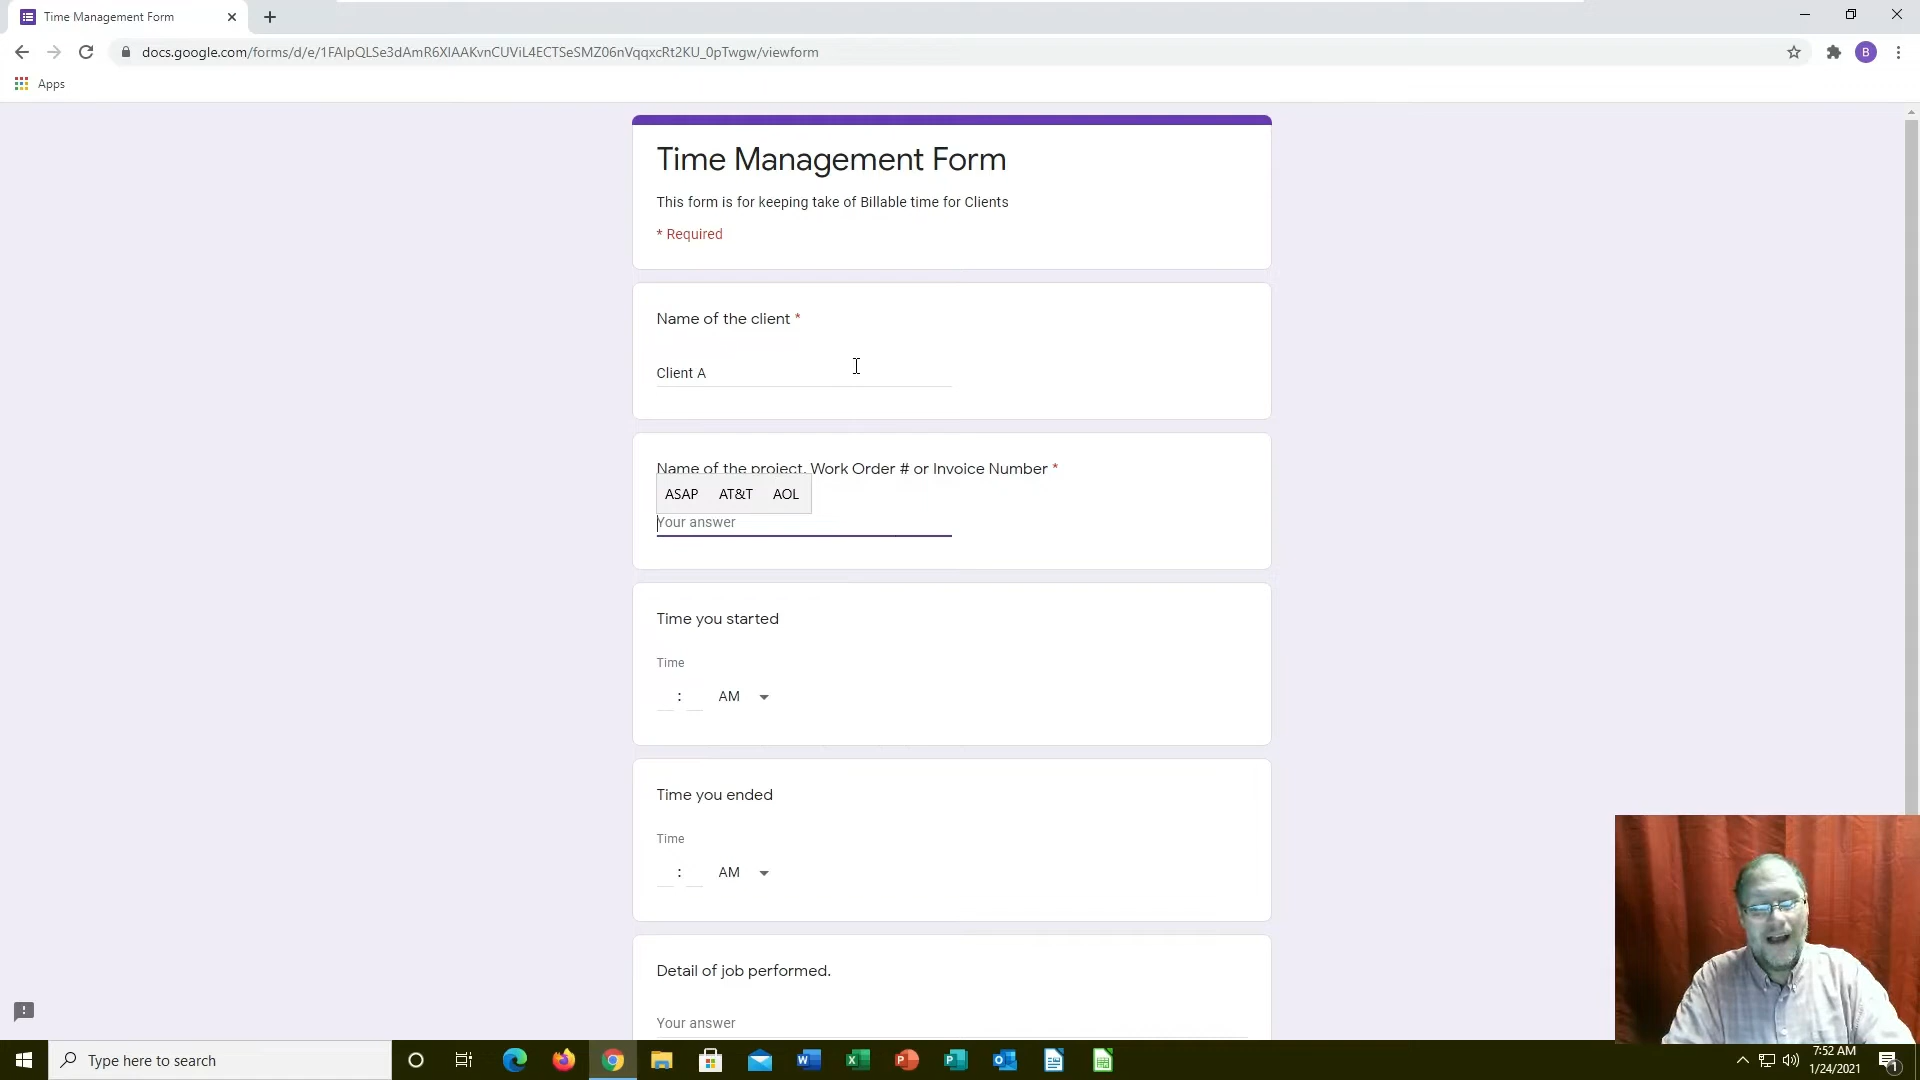 Time Management Form
docs.google.com/forms/d/e/1FAIpQLSe3dAmR6XIAAKvnCUViL4ECTSeSMZ06nVqqxcRt2KU_0pTwgw/viewform
B
Apps
Time Management Form
This form is for keeping take of Billable time for Clients
* Required
Name of the client *
Client A
Name of the project, Work Order # or Invoice Number *
ASAP AT&T AOL
Your answer
Time you started
Time
: AM
Time you ended
Time
: AM
Detail of job performed.
Your answer
Type here to search
7:52 AM
1/24/2021
1